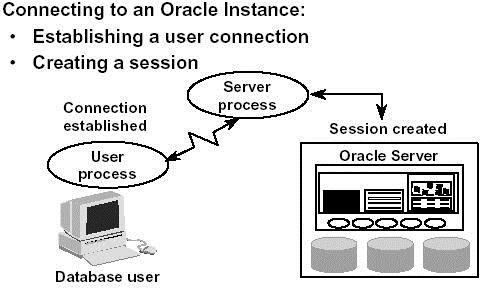 Connecting to an Oracle Instance:
• Establishing a user connection
• Creating a session
Server
process
Connection
established
Session created
User
process
Oracle Server
Database user